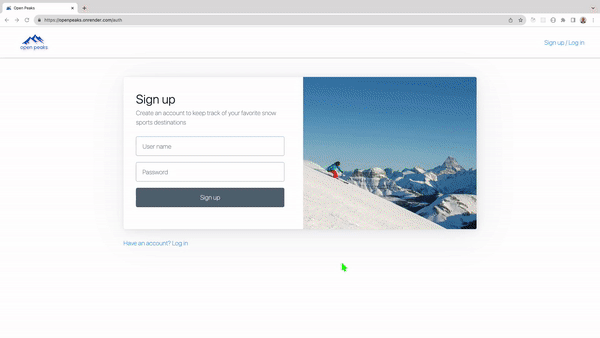 Open Peaks
https://openpeaks.onrender.com/auth
open peaks
Sign up / Log in
Sign up
Create an account to keep track of your favorite snow
sports destinations
User name
Password
Sign up
Have an account? Log in